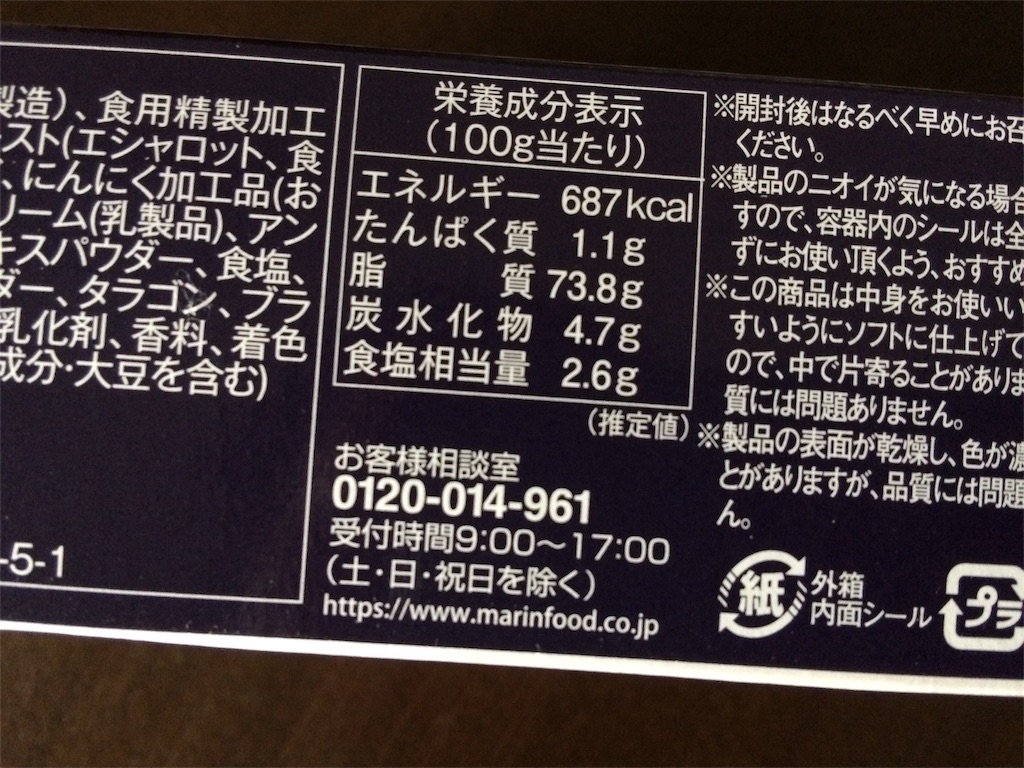 製造)、食用精製加工
スト(エシャロット、食
、にんにく加工品(お
リーム(乳製品)、アン
キスパウダー、食塩、
ダー、タラゴン、ブラ
乳化剤、香料、着色
成分・大豆を含む)
-5-1
栄養成分表示
(100g当たり)
エネルギー 687kcal
たんぱく質 1.1g
脂質 73.8g
炭水化物 4.7g
食塩相当量 2.6g
(推定値)
お客様相談室
0120-014-961
受付時間9:00〜17:00
(土・日・祝日を除く)
https://www.marinfood.co.jp
※開封後はなるべく早めにお召
ください。
※製品のニオイが気になる場合
すので、容器内のシールは全
ずにお使い頂くよう、おすすめ
※この商品は中身をお使いい
すいようにソフトに仕上げて
ので、中で片寄ることがありま
質には問題ありません。
※製品の表面が乾燥し、色が濃
とがありますが、品質には問題
ん。
紙
外箱
内面シール
プラ